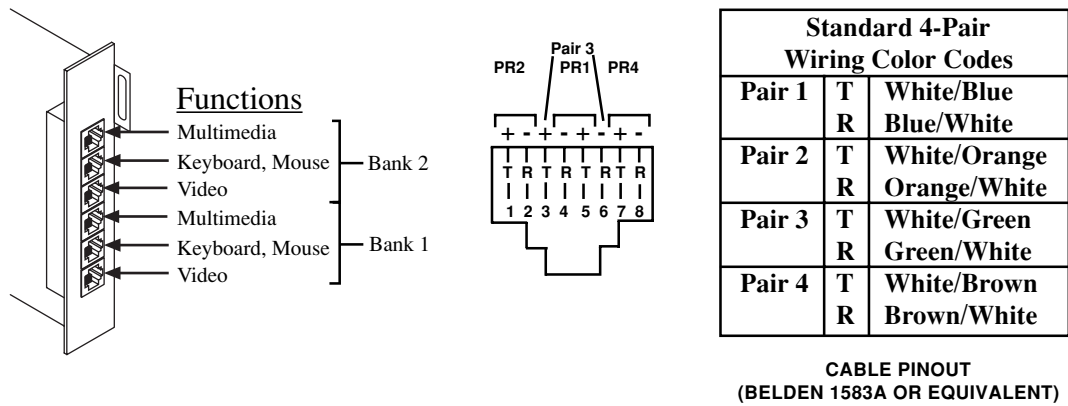 Functions
Multimedia
Keyboard, Mouse
Video
Bank 2
Multimedia
Keyboard, Mouse
Video
Bank 1
Pair 3
PR2 PR1 PR4
+ - + - + - + -
T R T R T R T R
1 2 3 4 5 6 7 8
Standard 4-Pair
Wiring Color Codes
Pair 1 T White/Blue
R Blue/White
Pair 2 T White/Orange
R Orange/White
Pair 3 T White/Green
R Green/White
Pair 4 T White/Brown
R Brown/White
CABLE PINOUT
(BELDEN 1583A OR EQUIVALENT)